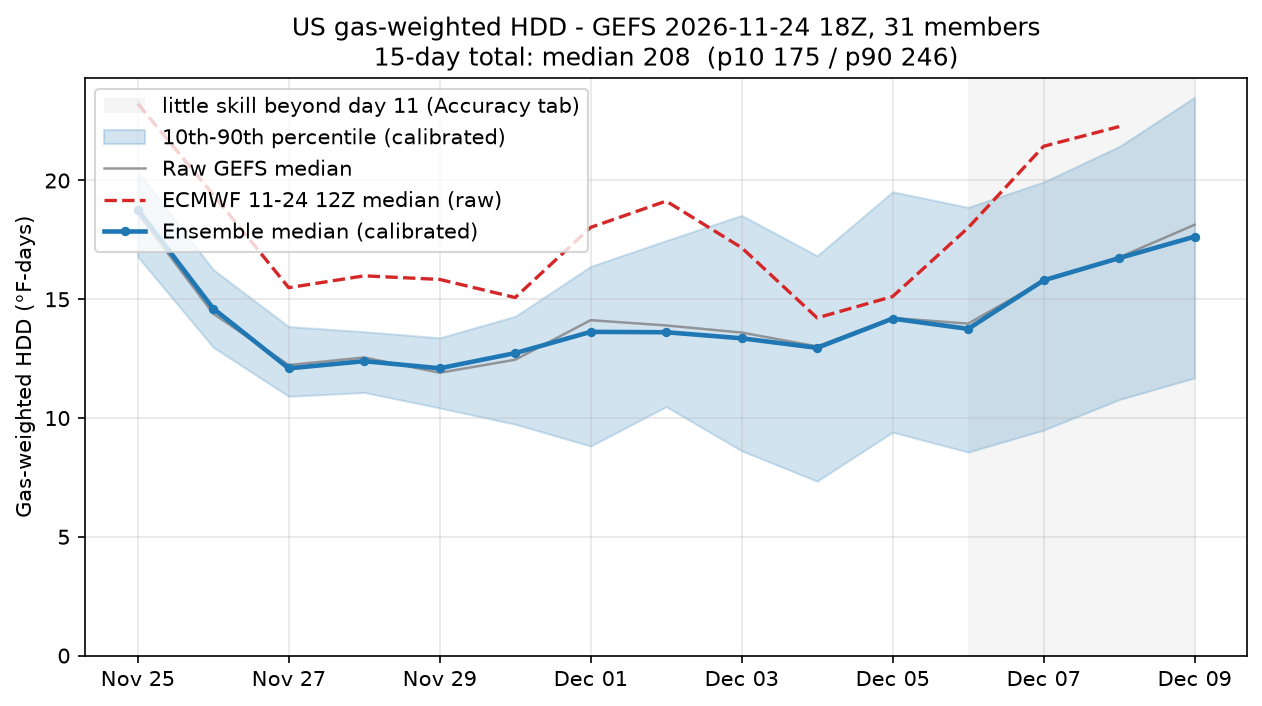 US gas-weighted HDD - GEFS 2026-11-24 18Z, 31 members
15-day total: median 208  (p10 175 / p90 246)
little skill beyond day 11 (Accuracy tab)
10th-90th percentile (calibrated)
Raw GEFS median
ECMWF 11-24 12Z median (raw)
Ensemble median (calibrated)
Gas-weighted HDD (°F-days)
20
15
10
5
0
Nov 25
Nov 27
Nov 29
Dec 01
Dec 03
Dec 05
Dec 07
Dec 09